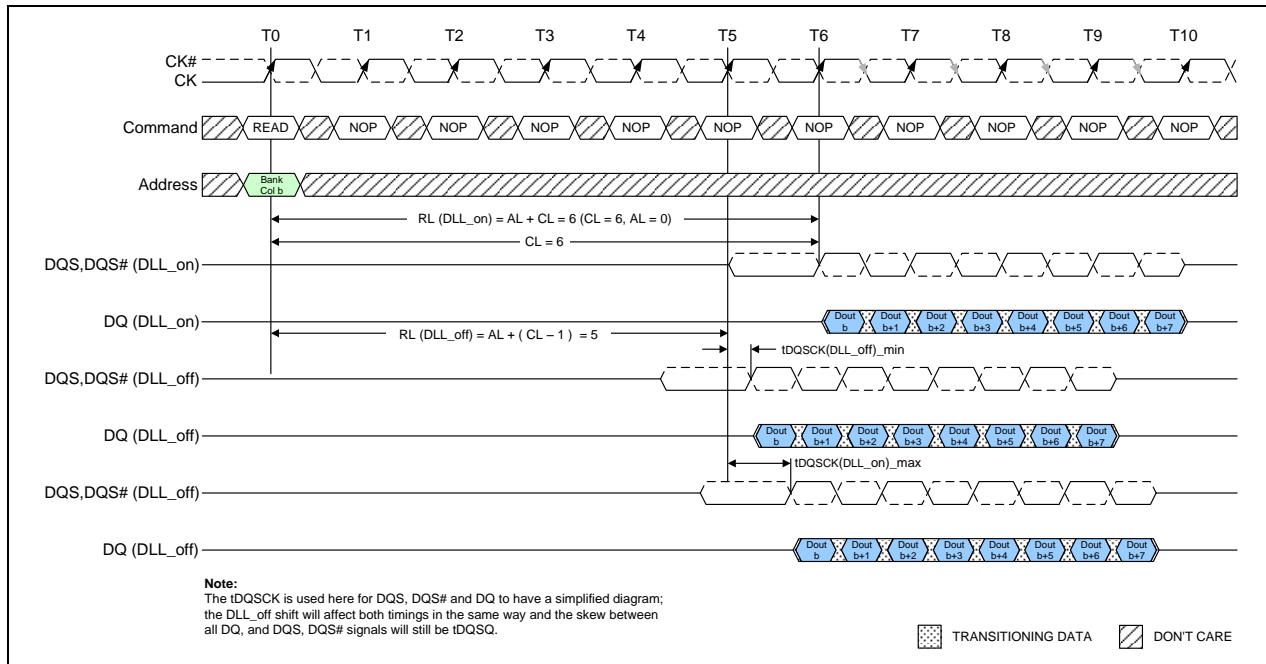 T0 T1 T2 T3 T4 T5 T6 T7 T8 T9 T10
CK#
CK
Command READ NOP NOP NOP NOP NOP NOP NOP NOP NOP NOP
Address Bank
Col b
RL (DLL_on) = AL + CL = 6 (CL = 6, AL = 0)
CL = 6
DQS,DQS# (DLL_on)
DQ (DLL_on) Dout Dout Dout Dout Dout Dout Dout Dout
b b+1 b+2 b+3 b+4 b+5 b+6 b+7
RL (DLL_off) = AL + ( CL – 1 ) = 5
tDQSCK(DLL_off)_min
DQS,DQS# (DLL_off)
DQ (DLL_off) Dout Dout Dout Dout Dout Dout Dout Dout
b b+1 b+2 b+3 b+4 b+5 b+6 b+7
tDQSCK(DLL_on)_max
DQS,DQS# (DLL_off)
DQ (DLL_off) Dout Dout Dout Dout Dout Dout Dout Dout
b b+1 b+2 b+3 b+4 b+5 b+6 b+7
Note:
The tDQSCK is used here for DQS, DQS# and DQ to have a simplified diagram;
the DLL_off shift will affect both timings in the same way and the skew between
all DQ, and DQS, DQS# signals will still be tDQSQ.
TRANSITIONING DATA DON'T CARE